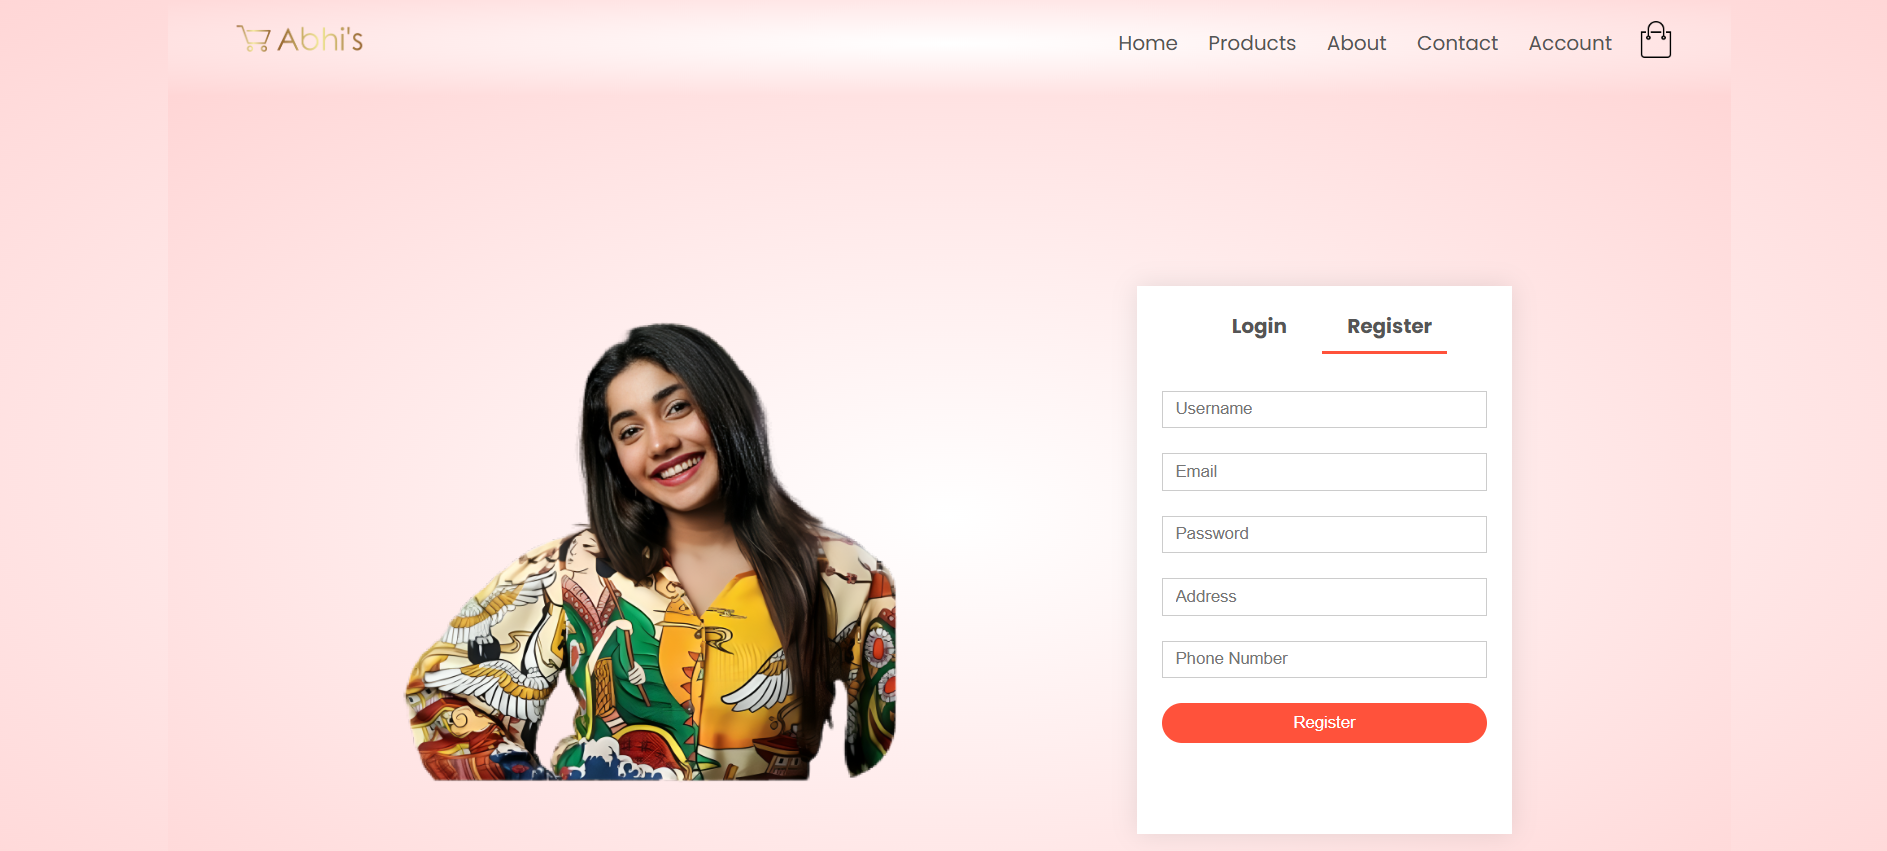 Abhi's
Home Products About Contact Account
Login Register
Username
Email
Password
Address
Phone Number
Register